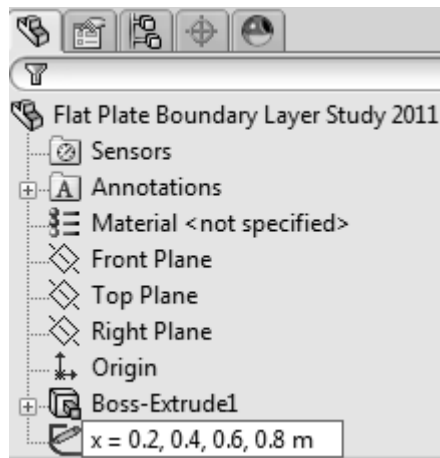 Flat Plate Boundary Layer Study 2011
Sensors
A Annotations
Material <not specified>
Front Plane
Top Plane
Right Plane
Origin
Boss-Extrude1
x = 0.2, 0.4, 0.6, 0.8 m